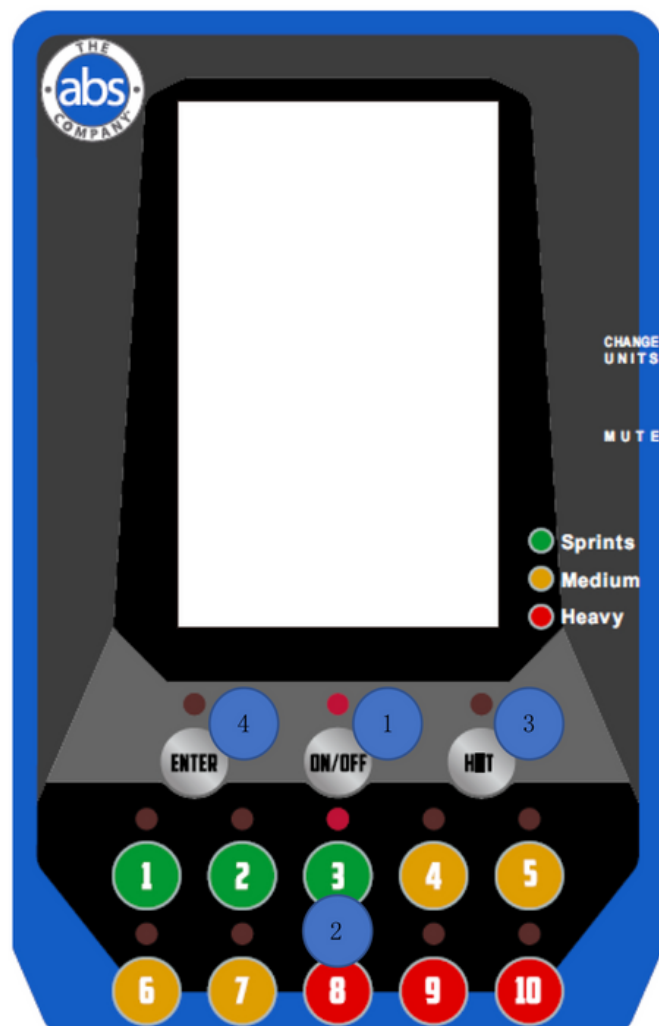 THE
abs
COMPANY
CHANGE
UNITS
MUTE
Sprints
Medium
Heavy
4 1 3
ENTER ON/OFF
1 2 3 4 5
2
6 7 8 9 10